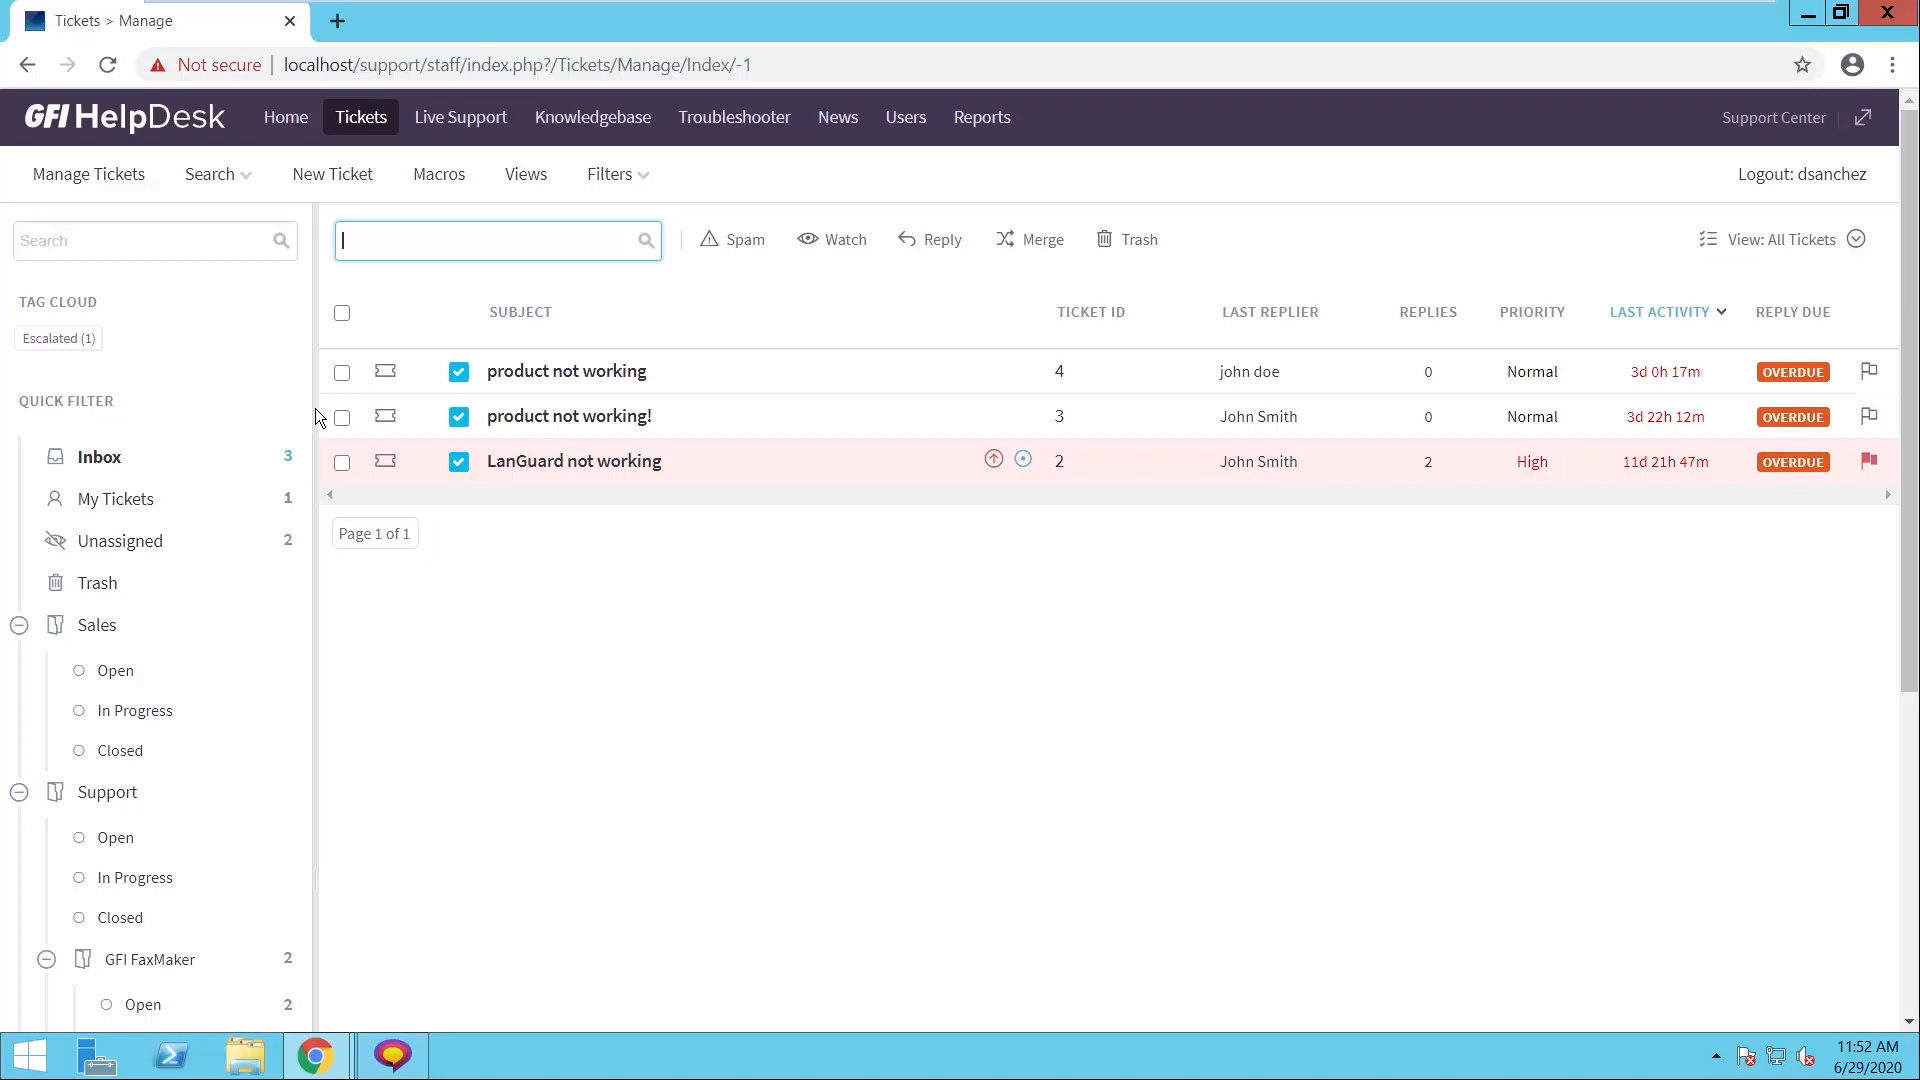 Tickets > Manage
Not secure | localhost/support/staff/index.php?/Tickets/Manage/Index/-1
GFI HelpDesk Home Tickets Live Support Knowledgebase Troubleshooter News Users Reports Support Center
Manage Tickets Search New Ticket Macros Views Filters Logout: dsanchez
Search Spam Watch Reply Merge Trash View: All Tickets
TAG CLOUD
Escalated (1)
SUBJECT TICKET ID LAST REPLIER REPLIES PRIORITY LAST ACTIVITY REPLY DUE
product not working 4 john doe 0 Normal 3d 0h 17m OVERDUE
product not working! 3 John Smith 0 Normal 3d 22h 12m OVERDUE
LanGuard not working 2 John Smith 2 High 11d 21h 47m OVERDUE
Page 1 of 1
QUICK FILTER
Inbox 3
My Tickets 1
Unassigned 2
Trash
Sales
Open
In Progress
Closed
Support
Open
In Progress
Closed
GFI FaxMaker 2
Open 2
11:52 AM
6/29/2020